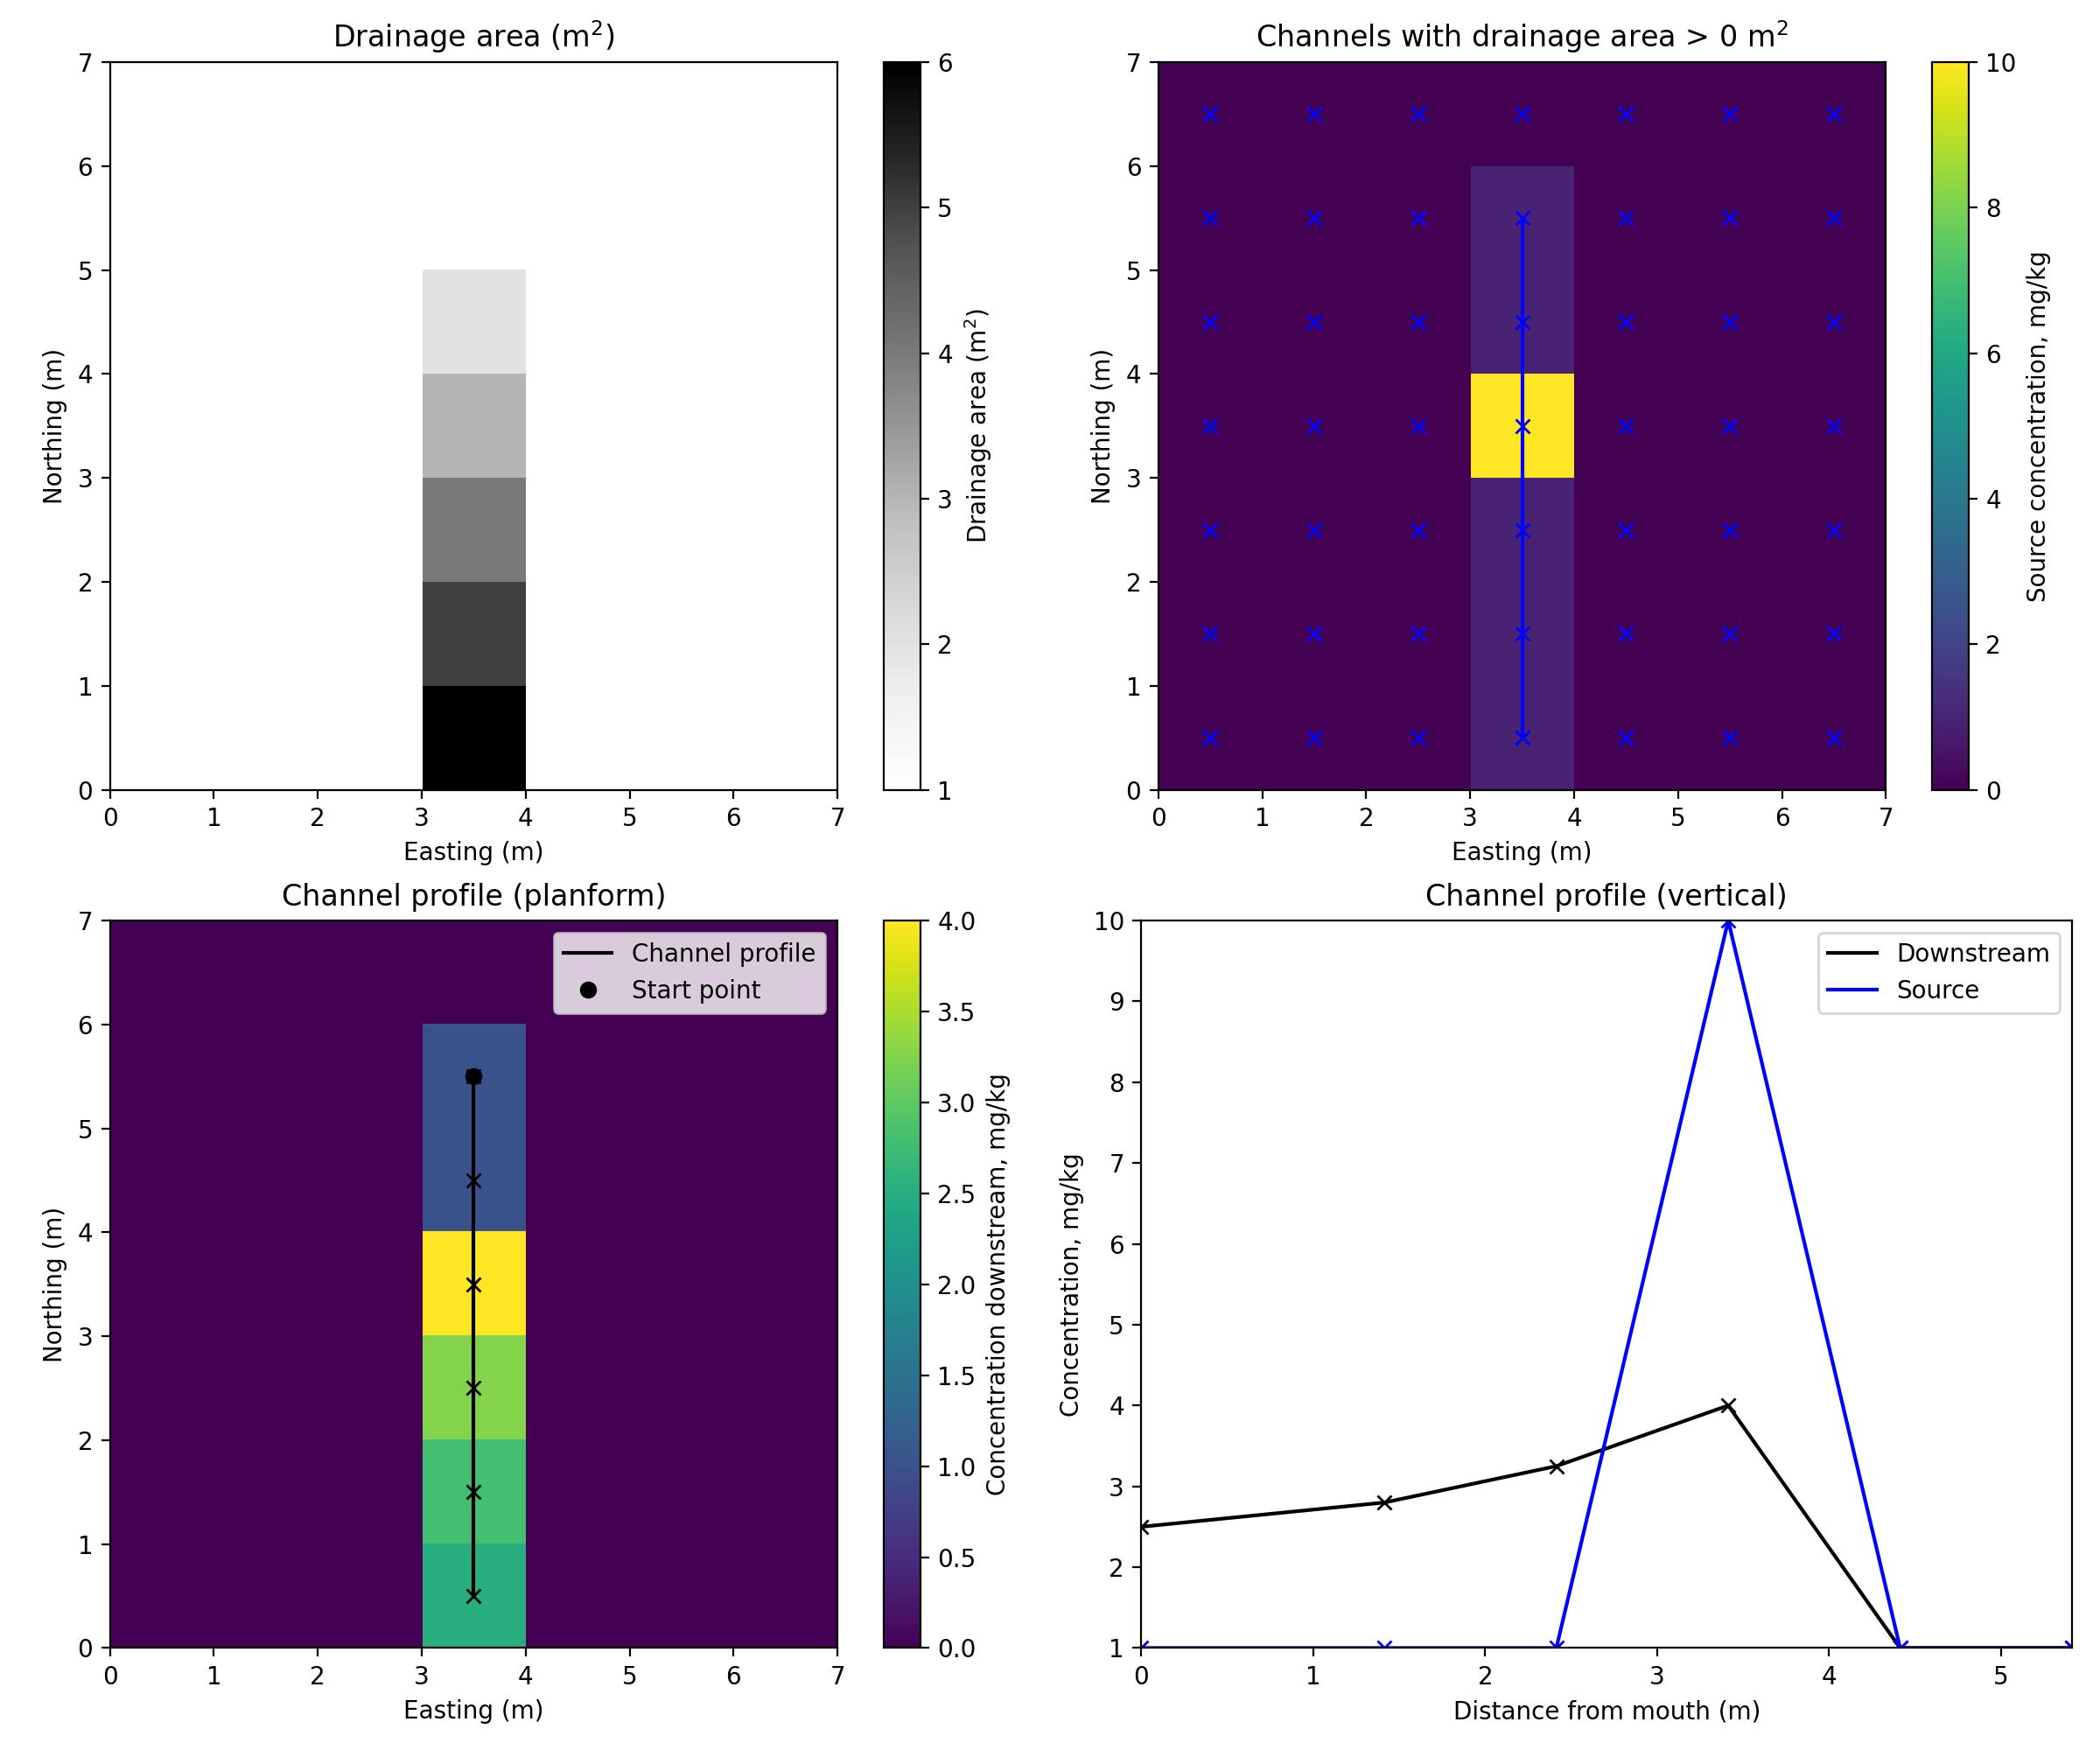 Drainage area (m²)
7
6
5
4
3
2
1
0
Northing (m)
0 1 2 3 4 5 6 7
Easting (m)
6
5
4
3
2
1
Drainage area (m²)
Channels with drainage area > 0 m²
7
6
5
4
3
2
1
0
Northing (m)
0 1 2 3 4 5 6 7
Easting (m)
10
8
6
4
2
0
Source concentration, mg/kg
Channel profile (planform)
Channel profile
Start point
7
6
5
4
3
2
1
0
Northing (m)
0 1 2 3 4 5 6 7
Easting (m)
4.0
3.5
3.0
2.5
2.0
1.5
1.0
0.5
0.0
Concentration downstream, mg/kg
Channel profile (vertical)
Downstream
Source
10
9
8
7
6
5
4
3
2
1
Concentration, mg/kg
0 1 2 3 4 5
Distance from mouth (m)